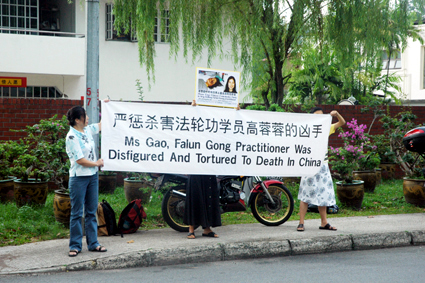 严惩杀害法轮功学员高蓉蓉的凶手
Ms Gao, Falun Gong Practitioner Was
Disfigured And Tortured To Death In China